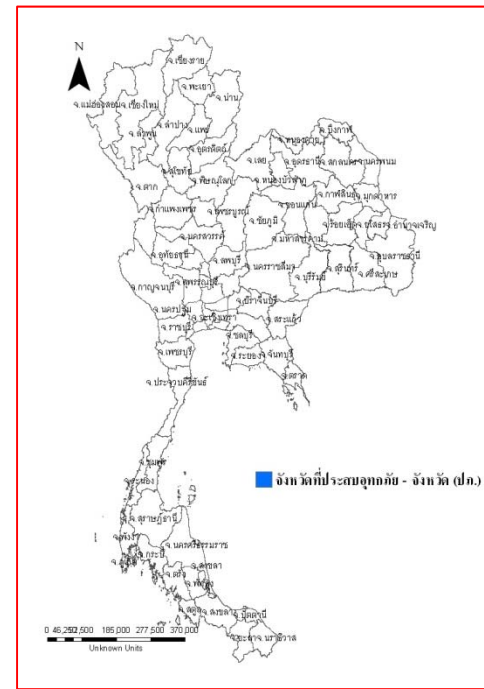 N
จ.เชียงราย
จ.พะเยา
จ.น่าน
จ.แม่ฮ่องสอน จ.เชียงใหม่
จ.ลำปาง จ.แพร่
จ.ลำพูน
จ.อุตรดิตถ์
จ.บึงกาฬ
จ.หนองคาย
จ.เลย จ.อุดรธานี จ.สกลนคร จ.นครพนม
จ.สุโขทัย
จ.ตาก จ.พิษณุโลก จ.หนองบัวลำภู
จ.กาฬสินธุ์ จ.มุกดาหาร
จ.กำแพงเพชร จ.เพชรบูรณ์ จ.ขอนแก่น
จ.ชัยภูมิ จ.ร้อยเอ็ด จ.ยโสธร จ.อำนาจเจริญ
จ.นครสวรรค์ จ.มหาสารคาม
จ.อุทัยธานี จ.ลพบุรี จ.นครราชสีมา จ.บุรีรัมย์ จ.สุรินทร์ จ.ศรีสะเกษ จ.อุบลราชธานี
จ.กาญจนบุรี จ.สุพรรณบุรี
จ.ปราจีนบุรี
จ.นครปฐม จ.ฉะเชิงเทรา จ.สระแก้ว
จ.ราชบุรี จ.ชลบุรี
จ.เพชรบุรี จ.ระยอง จ.จันทบุรี
จ.ตราด
จ.ประจวบคีรีขันธ์
จ.ชุมพร
จ.ระนอง
จังหวัดที่ประสบอุทกภัย - จังหวัด (ปภ.)
จ.สุราษฎร์ธานี
จ.พังงา
จ.นครศรีธรรมราช
จ.กระบี่
จ.ตรัง จ.สงขลา
จ.พัทลุง
จ.สตูล จ.สงขลา จ.ปัตตานี
จ.ยะลา จ.นราธิวาส
0 46,250 92,500 185,000 277,500 370,000
Unknown Units